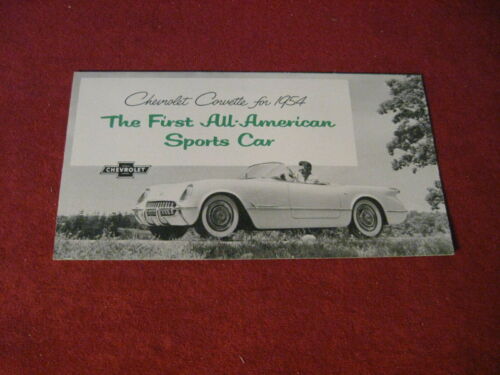 Chevrolet Corvette for 1954
The First All-American
Sports Car
CHEVROLET